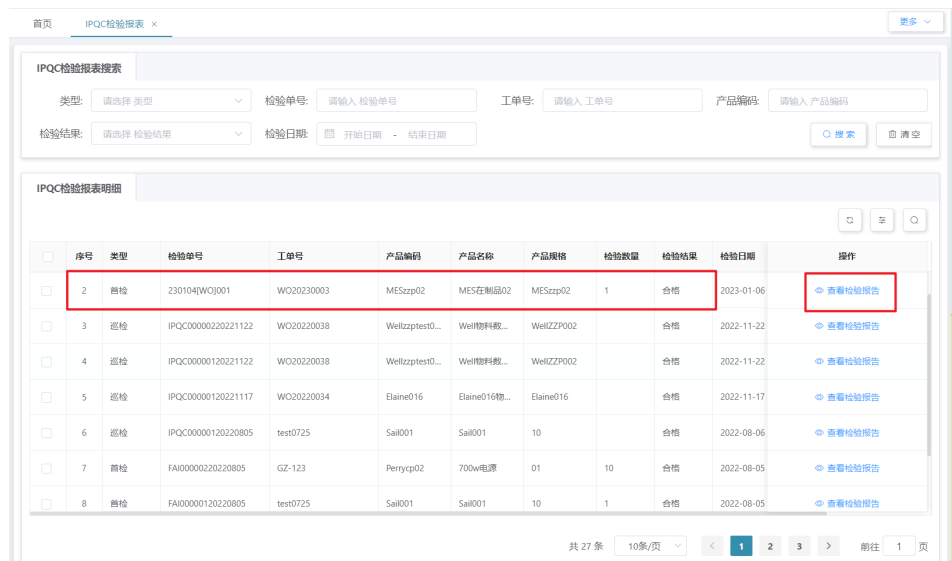 首页 IPQC检验报表 × 更多
IPQC检验报表搜索
类型: 请选择 类型 检验单号: 请输入 检验单号 工单号: 请输入 工单号 产品编码: 请输入 产品编码
检验结果: 请选择 检验结果 检验日期: 开始日期 - 结束日期 搜索 清空
IPQC检验报表明细
序号 类型 检验单号 工单号 产品编码 产品名称 产品规格 检验数量 检验结果 检验日期 操作
2 首检 230104[WO]001 WO20230003 MESzzp02 MES在制品02 MESzzp02 1 合格 2023-01-06 查看检验报告
3 巡检 IPQC00000220221122 WO20220038 Wellzzptest0... Well物料数... WellZZP002 合格 2022-11-22 查看检验报告
4 巡检 IPQC00000120221122 WO20220038 Wellzzptest0... Well物料数... WellZZP002 合格 2022-11-22 查看检验报告
5 巡检 IPQC00000120221117 WO20220034 Elaine016 Elaine016物... Elaine016 合格 2022-11-17 查看检验报告
6 巡检 IPQC00000120220805 test0725 Sail001 Sail001 10 合格 2022-08-06 查看检验报告
7 首检 FAI00000220220805 GZ-123 Perrycp02 700w电源 01 10 合格 2022-08-05 查看检验报告
8 首检 FAI00000120220805 test0725 Sail001 Sail001 10 1 合格 2022-08-05 查看检验报告
共 27 条 10条/页 < 1 2 3 > 前往 1 页